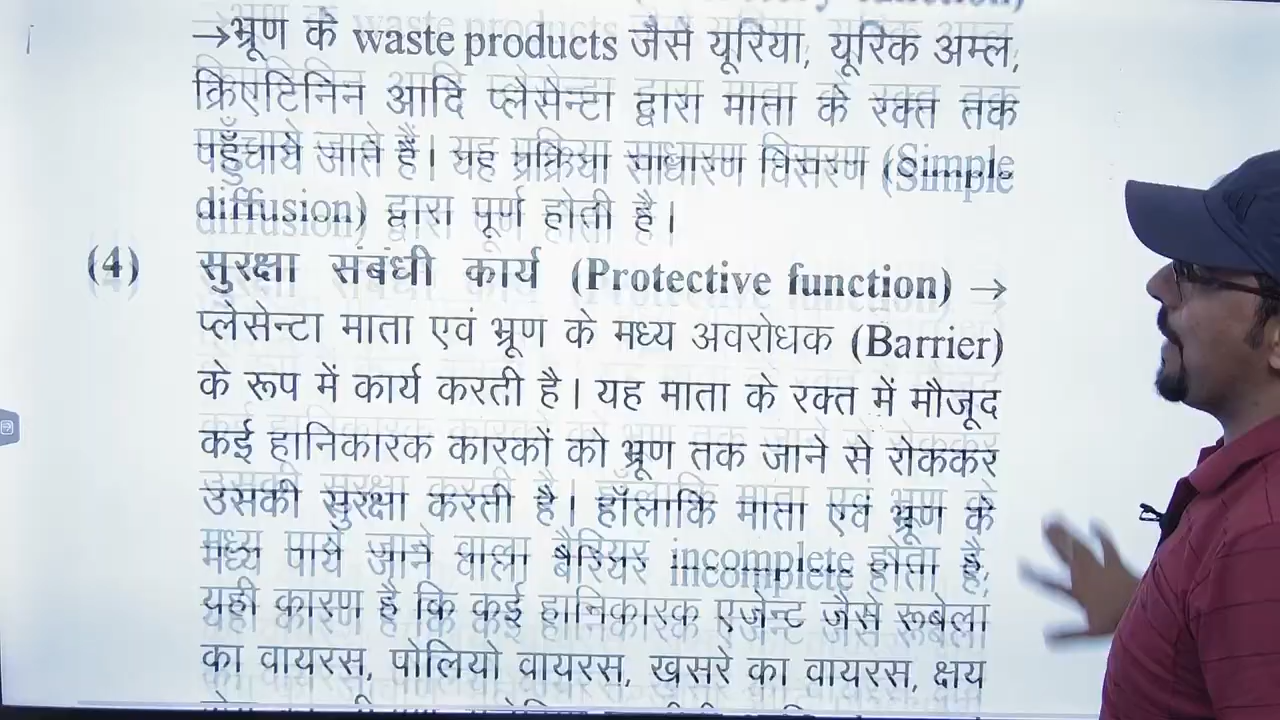 →भ्रूण के waste products जैसे यूरिया, यूरिक अम्ल,
क्रिएटिनिन आदि प्लेसेन्टा द्वारा माता के रक्त तक
पहुँचाये जाते हैं। यह प्रक्रिया साधारण विसरण (Simple
diffusion) द्वारा पूर्ण होती है।
(4) सुरक्षा संबंधी कार्य (Protective function) →
प्लेसेन्टा माता एवं भ्रूण के मध्य अवरोधक (Barrier)
के रूप में कार्य करती है। यह माता के रक्त में मौजूद
कई हानिकारक कारकों को भ्रूण तक जाने से रोककर
उसकी सुरक्षा करती है। हाँलाकि माता एवं भ्रूण के
मध्य पाये जाने वाला बैरियर incomplete होता है,
यही कारण है कि कई हानिकारक एजेन्ट जैसे रूबेला
का वायरस, पोलियो वायरस, खसरे का वायरस, क्षय